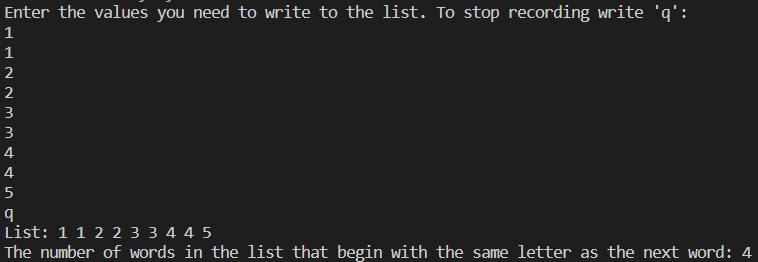 Enter the values you need to write to the list. To stop recording write 'q':
1
1
2
2
3
3
4
4
5
q
List: 1 1 2 2 3 3 4 4 5
The number of words in the list that begin with the same letter as the next word: 4